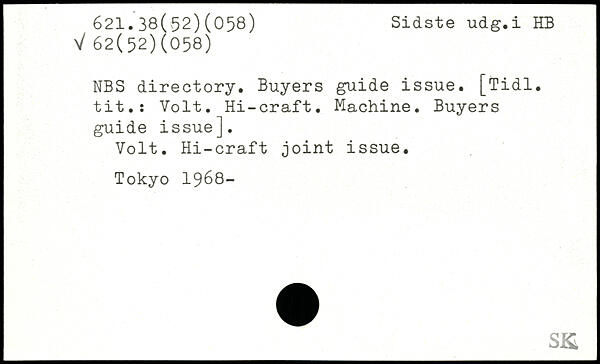 621.38(52)(058) Sidste udg.i HB
√ 62(52)(058)
NBS directory. Buyers guide issue. [Tidl.
tit.: Volt. Hi-craft. Machine. Buyers
guide issue].
Volt. Hi-craft joint issue.
Tokyo 1968-
SK